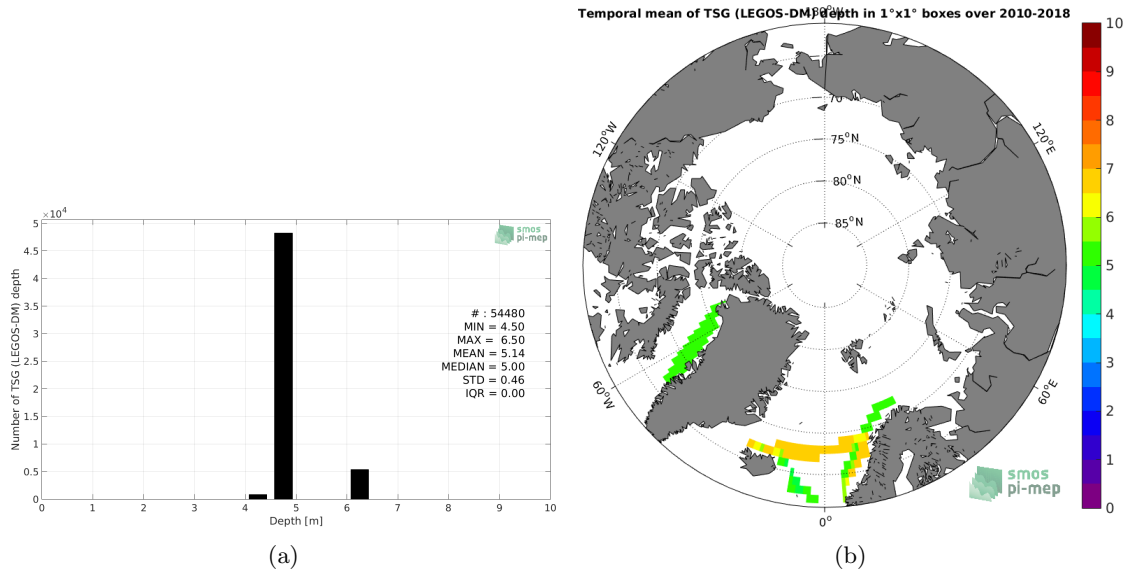 ×10⁴
5
4.5
4
3.5
3
2.5
2
1.5
1
0.5
0
Number of TSG (LEGOS-DM) depth
smos
pi-mep
# : 54480
MIN = 4.50
MAX = 6.50
MEAN = 5.14
MEDIAN = 5.00
STD = 0.46
IQR = 0.00
0 1 2 3 4 5 6 7 8 9 10
Depth [m]
(a)
Temporal mean of TSG (LEGOS-DM) depth in 1°x1° boxes over 2010-2018
180°W
120°W
120°E
70
75°N
80°N
85°N
60°W
60°E
0°
smos
pi-mep
10
9
8
7
6
5
4
3
2
1
0
(b)